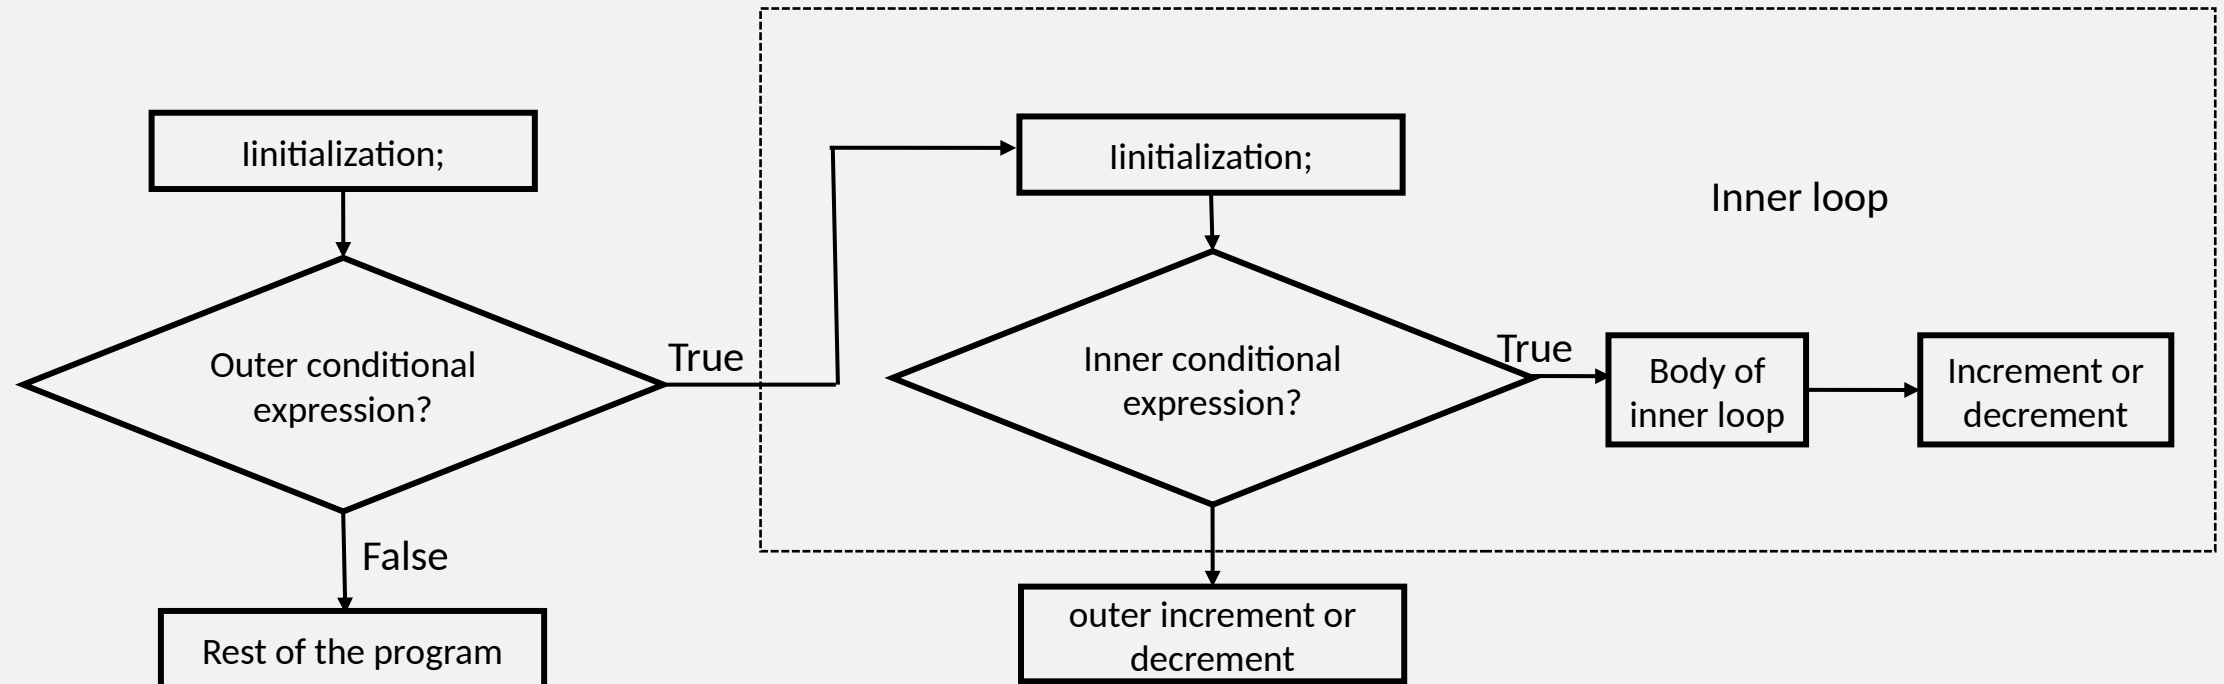 Iinitialization;
Outer conditional
expression?
True
False
Rest of the program
Iinitialization;
Inner loop
Inner conditional
expression?
True
Body of
inner loop
Increment or
decrement
outer increment or
decrement